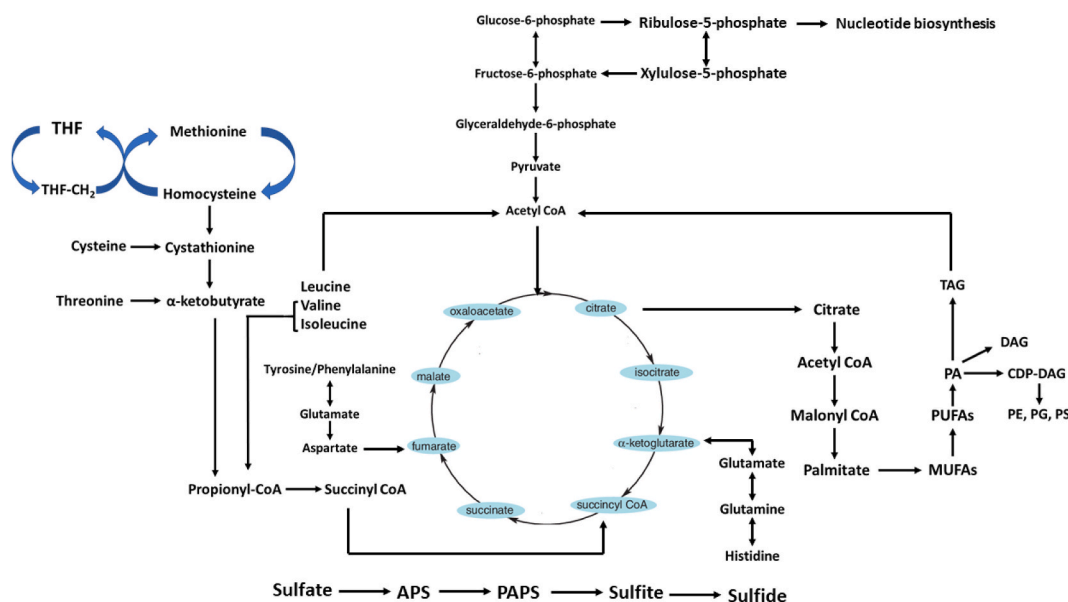 Glucose-6-phosphate
Ribulose-5-phosphate
Nucleotide biosynthesis
Fructose-6-phosphate
Xylulose-5-phosphate
Glyceraldehyde-6-phosphate
Pyruvate
Acetyl CoA
THF
Methionine
THF-CH2
Homocysteine
Cysteine
Cystathionine
Threonine
α-ketobutyrate
Leucine
Valine
Isoleucine
Tyrosine/Phenylalanine
Glutamate
Aspartate
Propionyl-CoA
Succinyl CoA
oxaloacetate
citrate
isocitrate
α-ketoglutarate
succincyl CoA
succinate
fumarate
malate
Glutamate
Glutamine
Histidine
Citrate
Acetyl CoA
Malonyl CoA
Palmitate
MUFAs
PUFAs
PA
DAG
CDP-DAG
PE, PG, PS
TAG
Sulfate
APS
PAPS
Sulfite
Sulfide